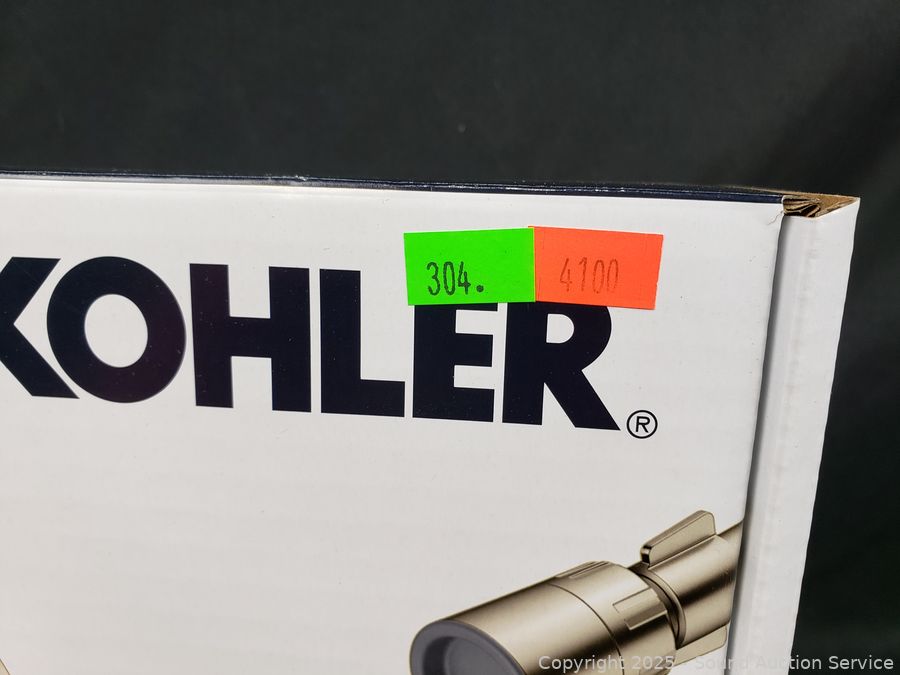 304.
4100
KOHLER®
Copyright 2025 - Sound Auction Service